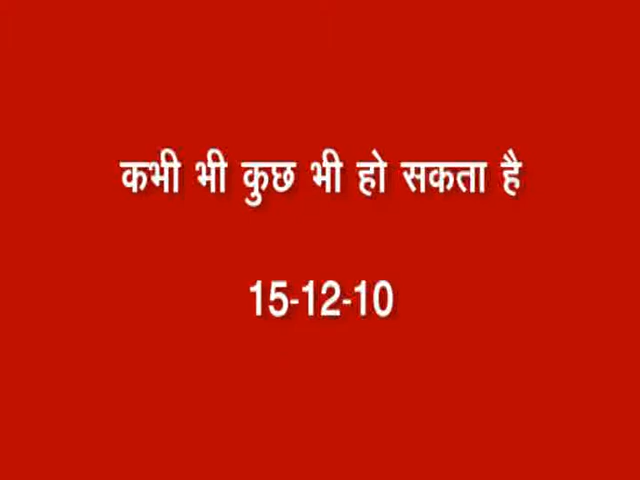 कभी भी कुछ भी हो सकता है
15-12-10